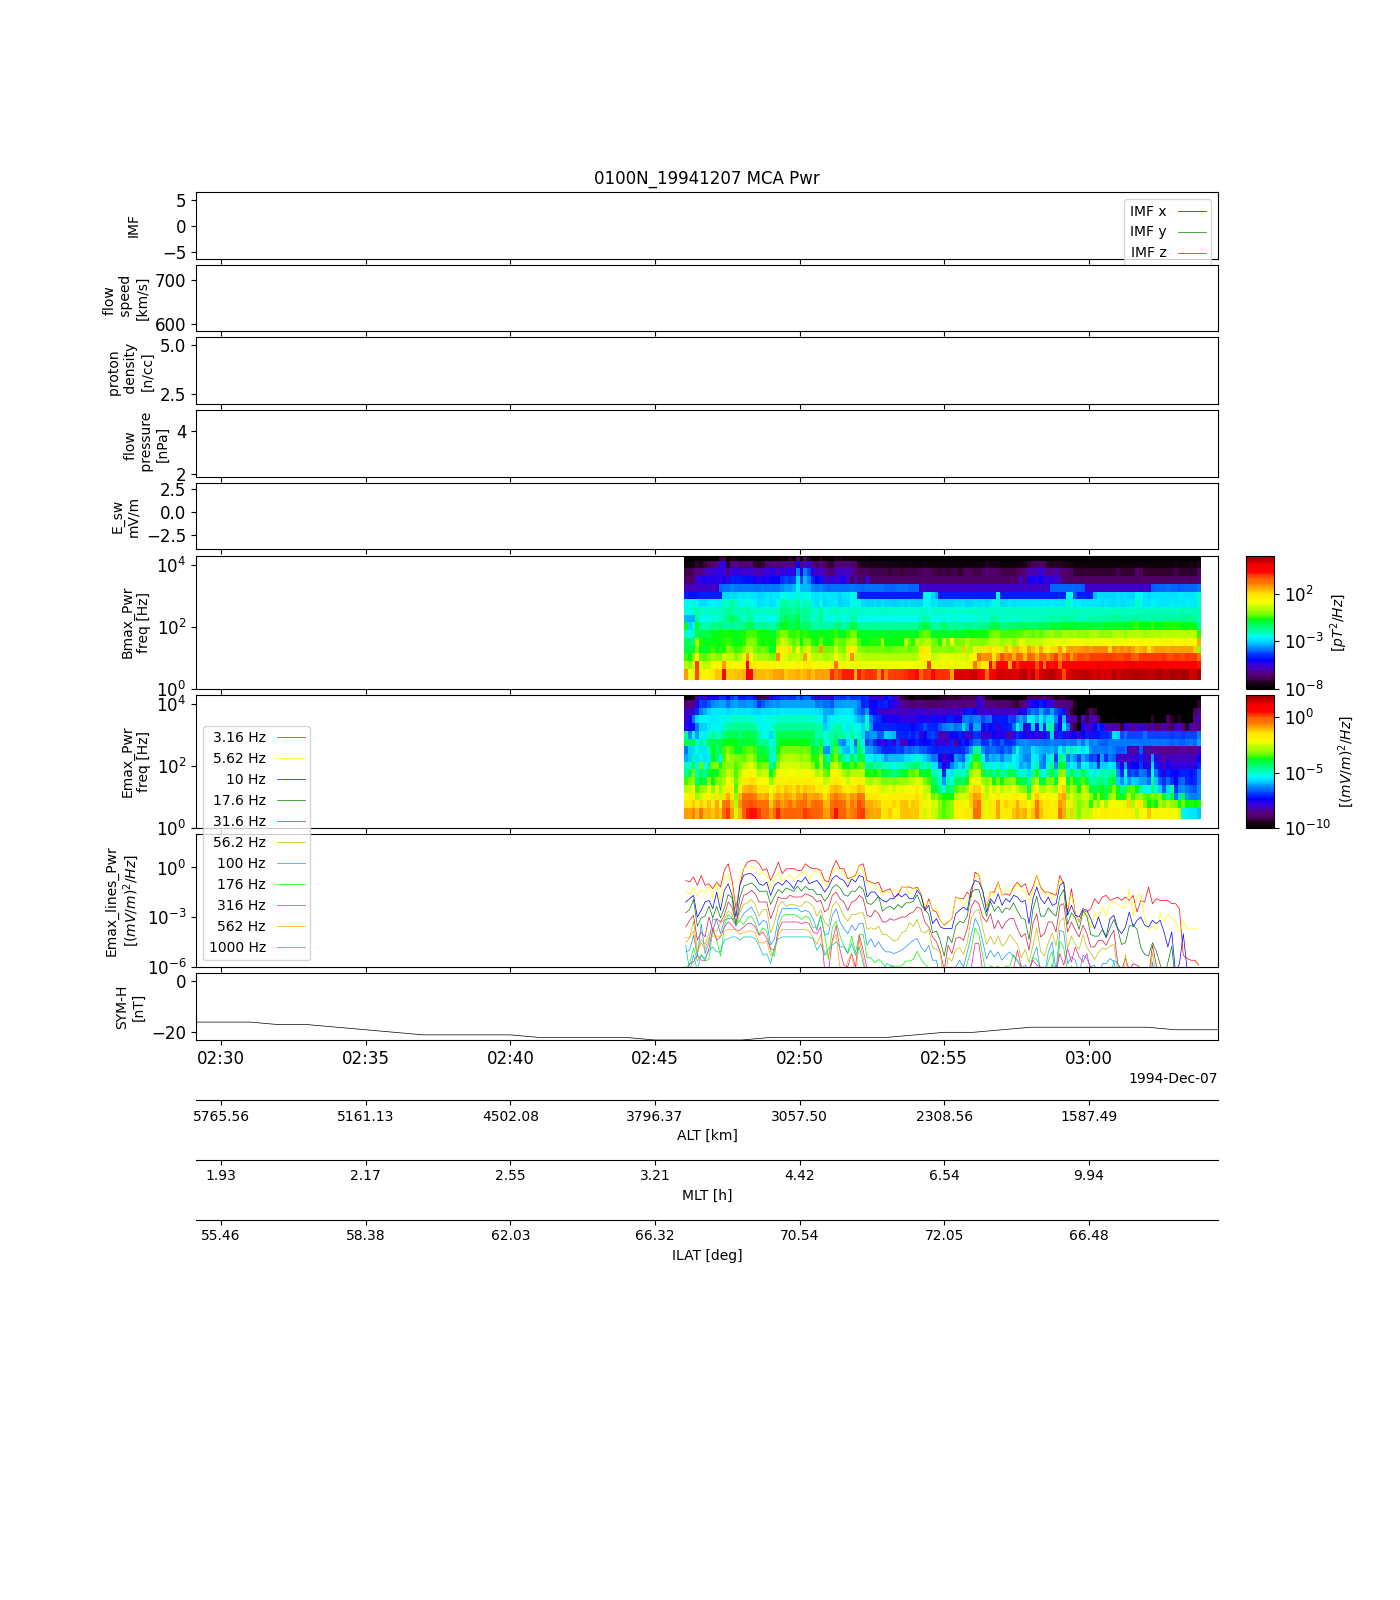 0100N_19941207 MCA Pwr
IMF
5
0
−5
IMF x
IMF y
IMF z
flow
speed
[km/s]
700
600
proton
density
[n/cc]
5.0
2.5
flow
pressure
[nPa]
4
2
E_sw
mV/m
2.5
0.0
−2.5
Bmax_Pwr
freq [Hz]
10^4
10^2
10^0
10^2
10^−3
10^−8
[pT^2/Hz]
Emax_Pwr
freq [Hz]
10^4
10^2
10^0
10^0
10^−5
10^−10
[(mV/m)^2/Hz]
3.16 Hz
5.62 Hz
10 Hz
17.6 Hz
31.6 Hz
56.2 Hz
100 Hz
176 Hz
316 Hz
562 Hz
1000 Hz
Emax_lines_Pwr
[(mV/m)^2/Hz]
10^0
10^−3
10^−6
SYM-H
[nT]
0
−20
02:30 02:35 02:40 02:45 02:50 02:55 03:00
1994-Dec-07
5765.56 5161.13 4502.08 3796.37 3057.50 2308.56 1587.49
ALT [km]
1.93 2.17 2.55 3.21 4.42 6.54 9.94
MLT [h]
55.46 58.38 62.03 66.32 70.54 72.05 66.48
ILAT [deg]